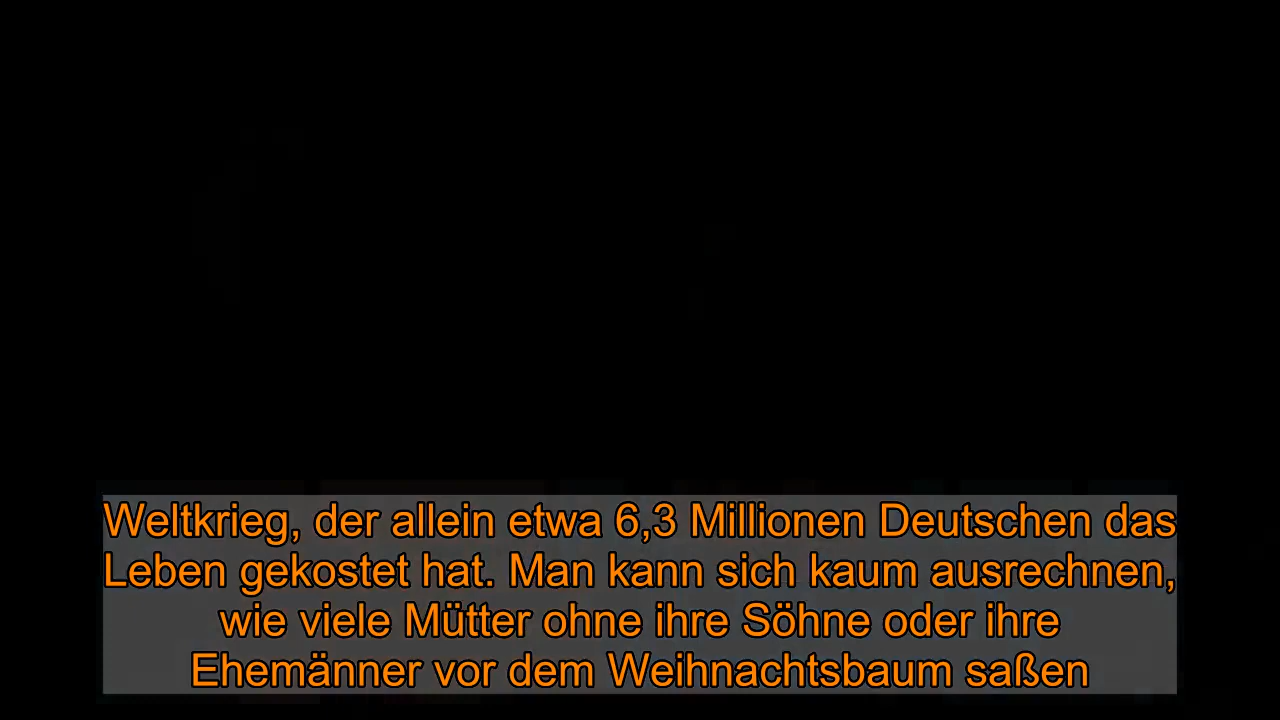 Weltkrieg, der allein etwa 6,3 Millionen Deutschen das
Leben gekostet hat. Man kann sich kaum ausrechnen,
wie viele Mütter ohne ihre Söhne oder ihre
Ehemänner vor dem Weihnachtsbaum saßen